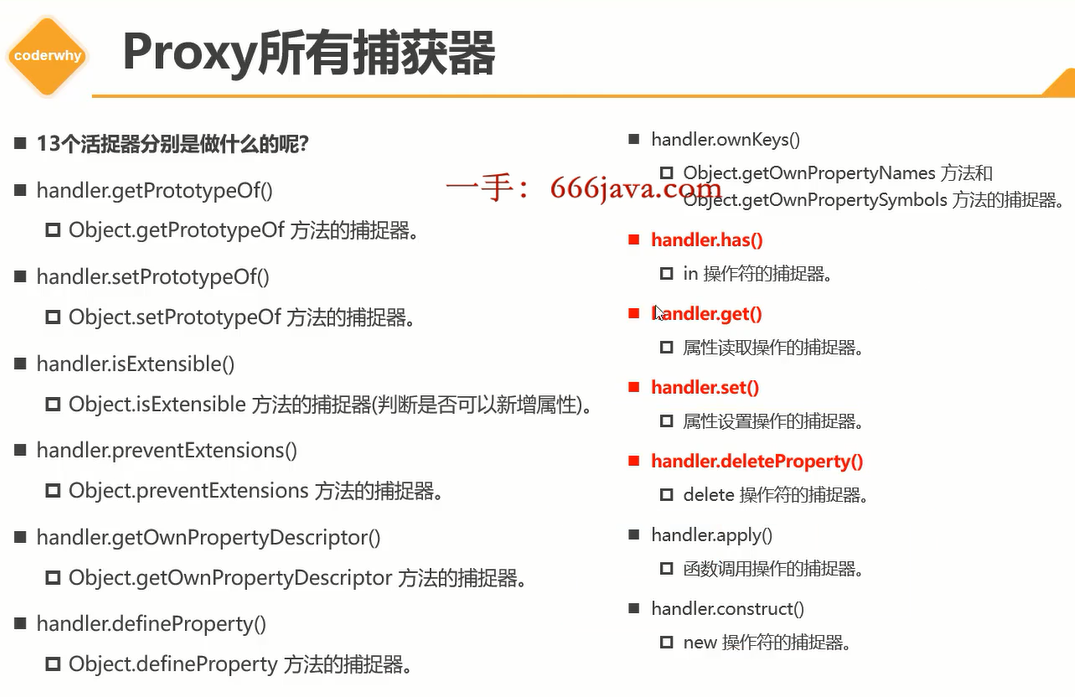 coderwhy
Proxy所有捕获器
13个活捉器分别是做什么的呢?
handler.getPrototypeOf()
Object.getPrototypeOf 方法的捕捉器。
handler.setPrototypeOf()
Object.setPrototypeOf 方法的捕捉器。
handler.isExtensible()
Object.isExtensible 方法的捕捉器(判断是否可以新增属性)。
handler.preventExtensions()
Object.preventExtensions 方法的捕捉器。
handler.getOwnPropertyDescriptor()
Object.getOwnPropertyDescriptor 方法的捕捉器。
handler.defineProperty()
Object.defineProperty 方法的捕捉器。
一手：666java.com
handler.ownKeys()
Object.getOwnPropertyNames 方法和
Object.getOwnPropertySymbols 方法的捕捉器。
handler.has()
in 操作符的捕捉器。
handler.get()
属性读取操作的捕捉器。
handler.set()
属性设置操作的捕捉器。
handler.deleteProperty()
delete 操作符的捕捉器。
handler.apply()
函数调用操作的捕捉器。
handler.construct()
new 操作符的捕捉器。